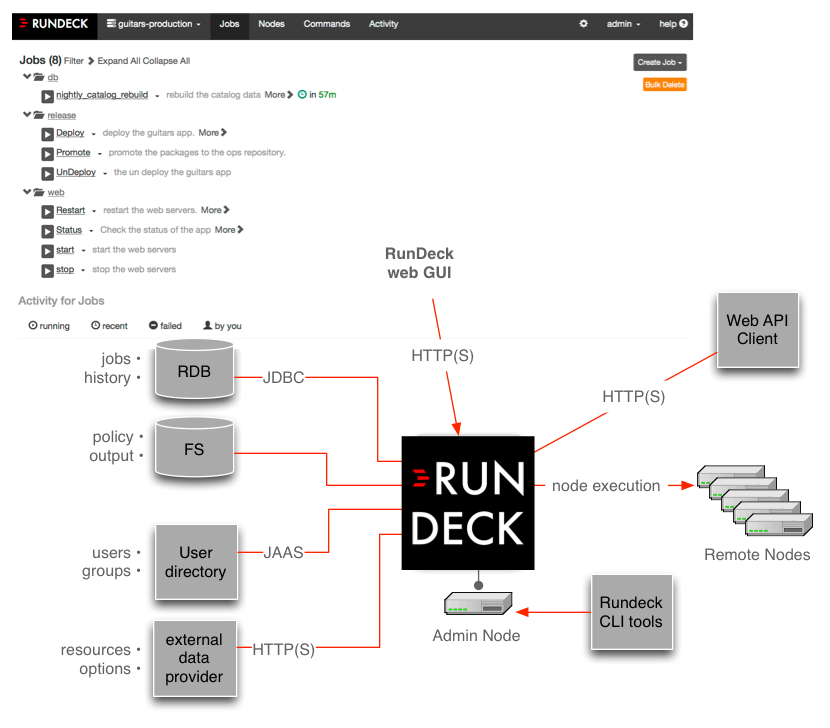 RUNDECK guitars-production Jobs Nodes Commands Activity admin help
Jobs (8) Filter Expand All Collapse All
Create Job
Bulk Delete
db
nightly_catalog_rebuild rebuild the catalog data More in 57m
release
Deploy deploy the guitars app. More
Promote promote the packages to the ops repository.
UnDeploy the un deploy the guitars app
web
Restart restart the web servers. More
Status Check the status of the app More
start start the web servers
stop stop the web servers
Activity for Jobs
running recent failed by you
RunDeck
web GUI
HTTP(S)
Web API
Client
HTTP(S)
jobs •
history •
RDB
JDBC
policy •
output •
FS
RUN
DECK
node execution
Remote Nodes
users •
groups •
User
directory
JAAS
Admin Node
Rundeck
CLI tools
resources •
options •
external
data
provider
HTTP(S)